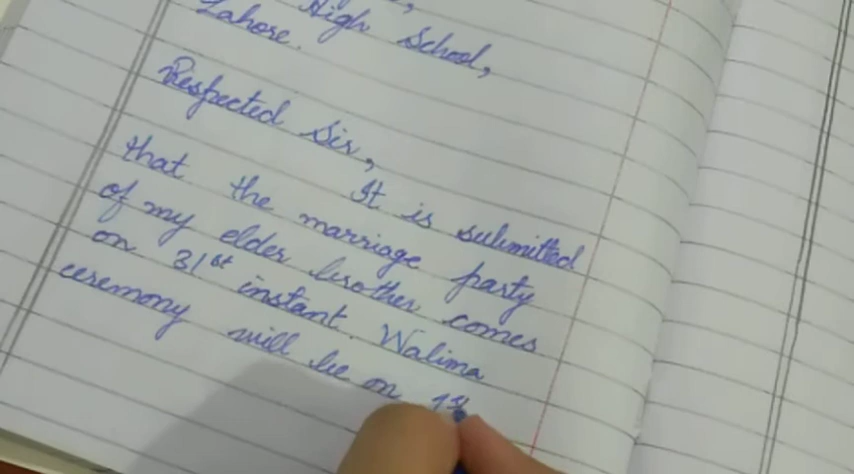 High School,
Lahore.
Respected Sir,
It is submitted
that the marriage party
of my elder brother comes
on 31st instant. Walima
ceremony will be on 1st